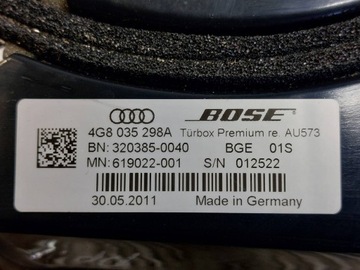 BOSE
4G8 035 298A Türbox Premium re. AU573
BN: 320385-0040 BGE 01S
MN: 619022-001 S/N 012522
30.05.2011 Made in Germany